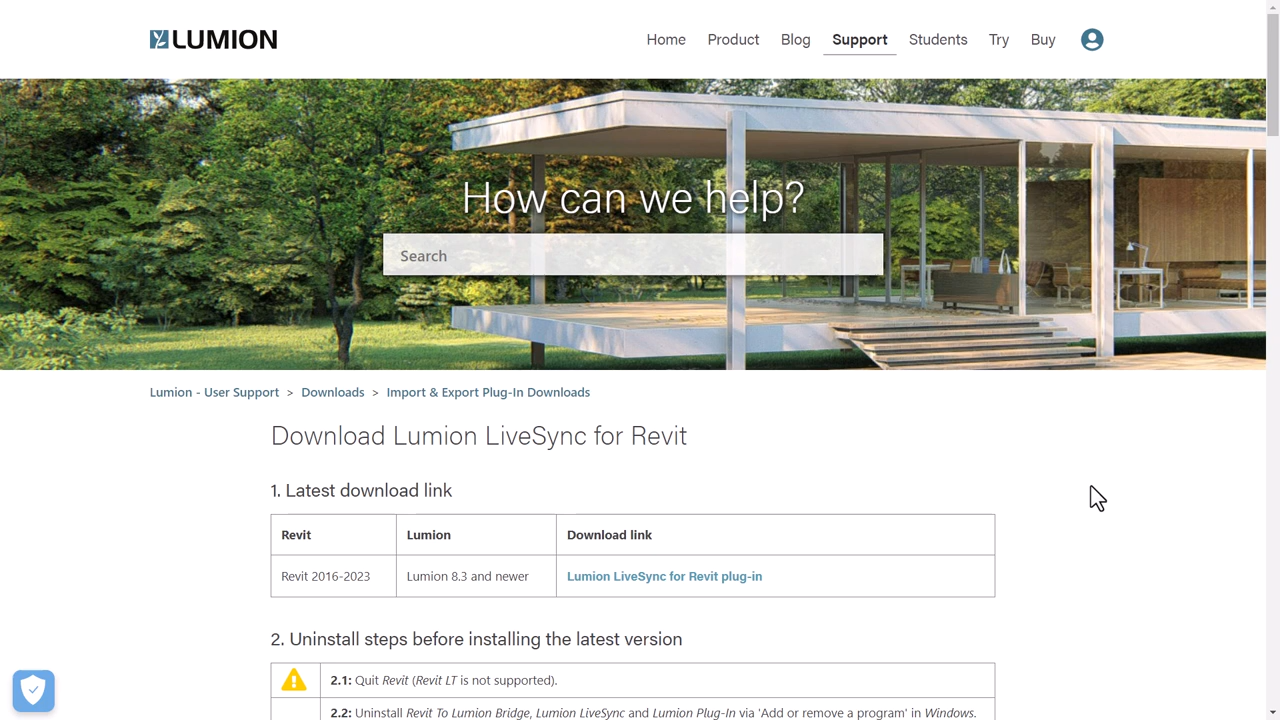 LUMION
Home Product Blog Support Students Try Buy
How can we help?
Search
Lumion - User Support > Downloads > Import & Export Plug-In Downloads
Download Lumion LiveSync for Revit
1. Latest download link
Revit Lumion Download link
Revit 2016-2023 Lumion 8.3 and newer Lumion LiveSync for Revit plug-in
2. Uninstall steps before installing the latest version
2.1: Quit Revit (Revit LT is not supported).
2.2: Uninstall Revit To Lumion Bridge, Lumion LiveSync and Lumion Plug-In via 'Add or remove a program' in Windows.